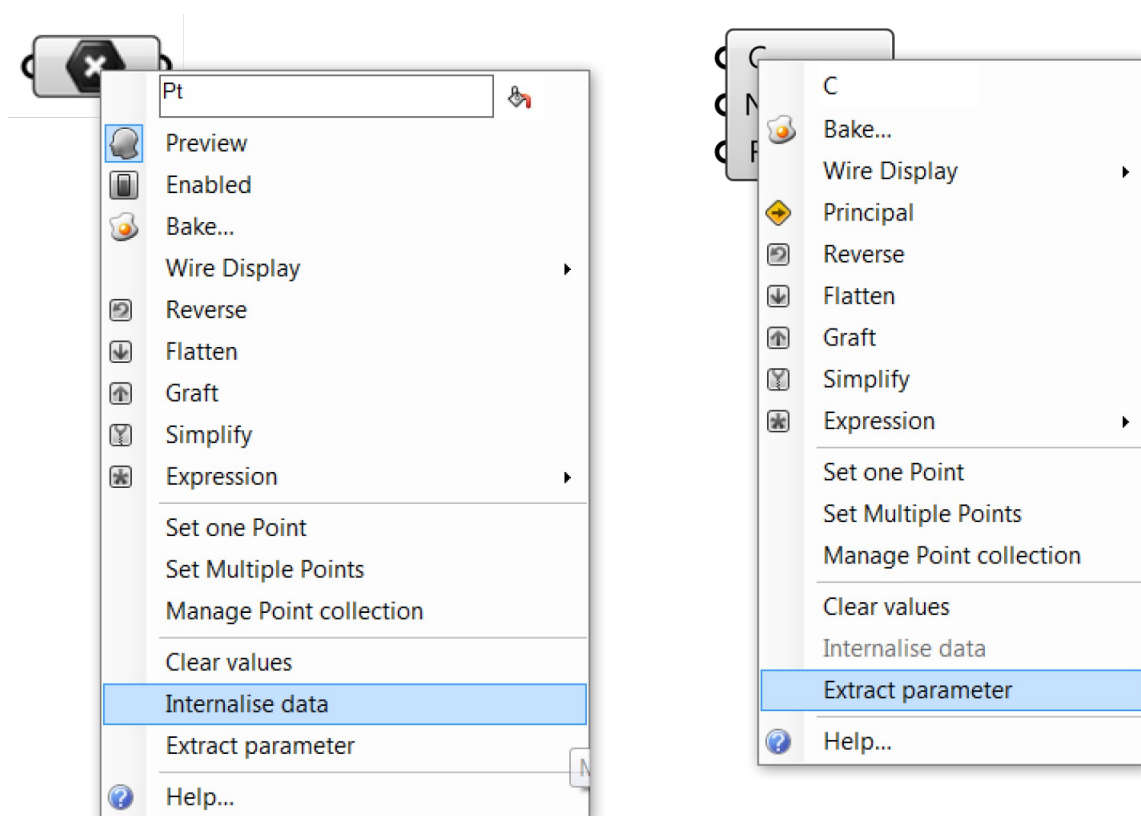 Pt
Preview
Enabled
Bake...
Wire Display
Reverse
Flatten
Graft
Simplify
Expression
Set one Point
Set Multiple Points
Manage Point collection
Clear values
Internalise data
Extract parameter
Help...
C
N
C
Bake...
Wire Display
Principal
Reverse
Flatten
Graft
Simplify
Expression
Set one Point
Set Multiple Points
Manage Point collection
Clear values
Internalise data
Extract parameter
Help...